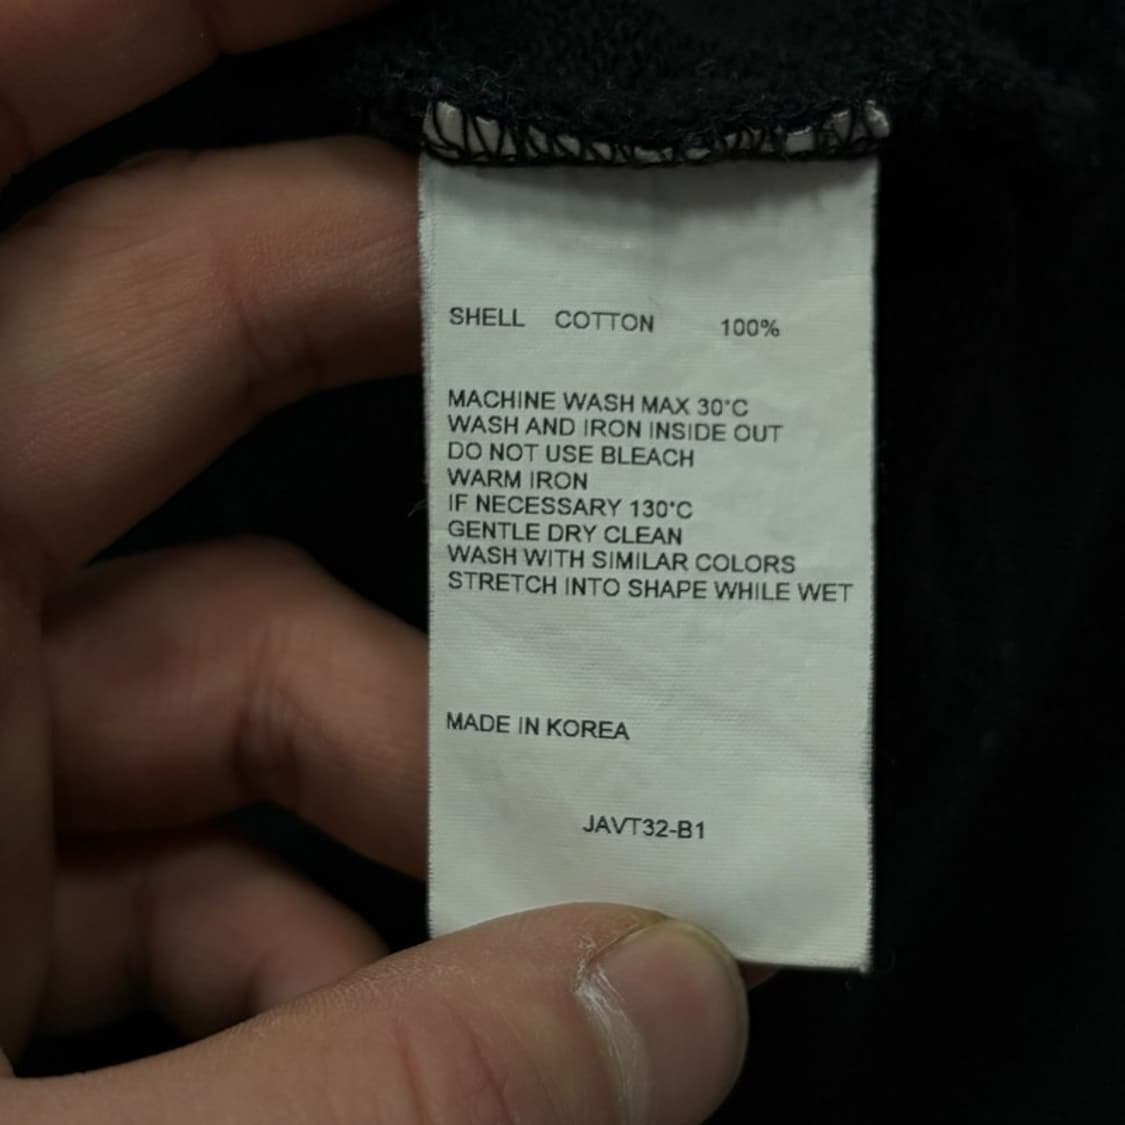 SHELL COTTON 100%
MACHINE WASH MAX 30°C
WASH AND IRON INSIDE OUT
DO NOT USE BLEACH
WARM IRON
IF NECESSARY 130°C
GENTLE DRY CLEAN
WASH WITH SIMILAR COLORS
STRETCH INTO SHAPE WHILE WET
MADE IN KOREA
JAVT32-B1